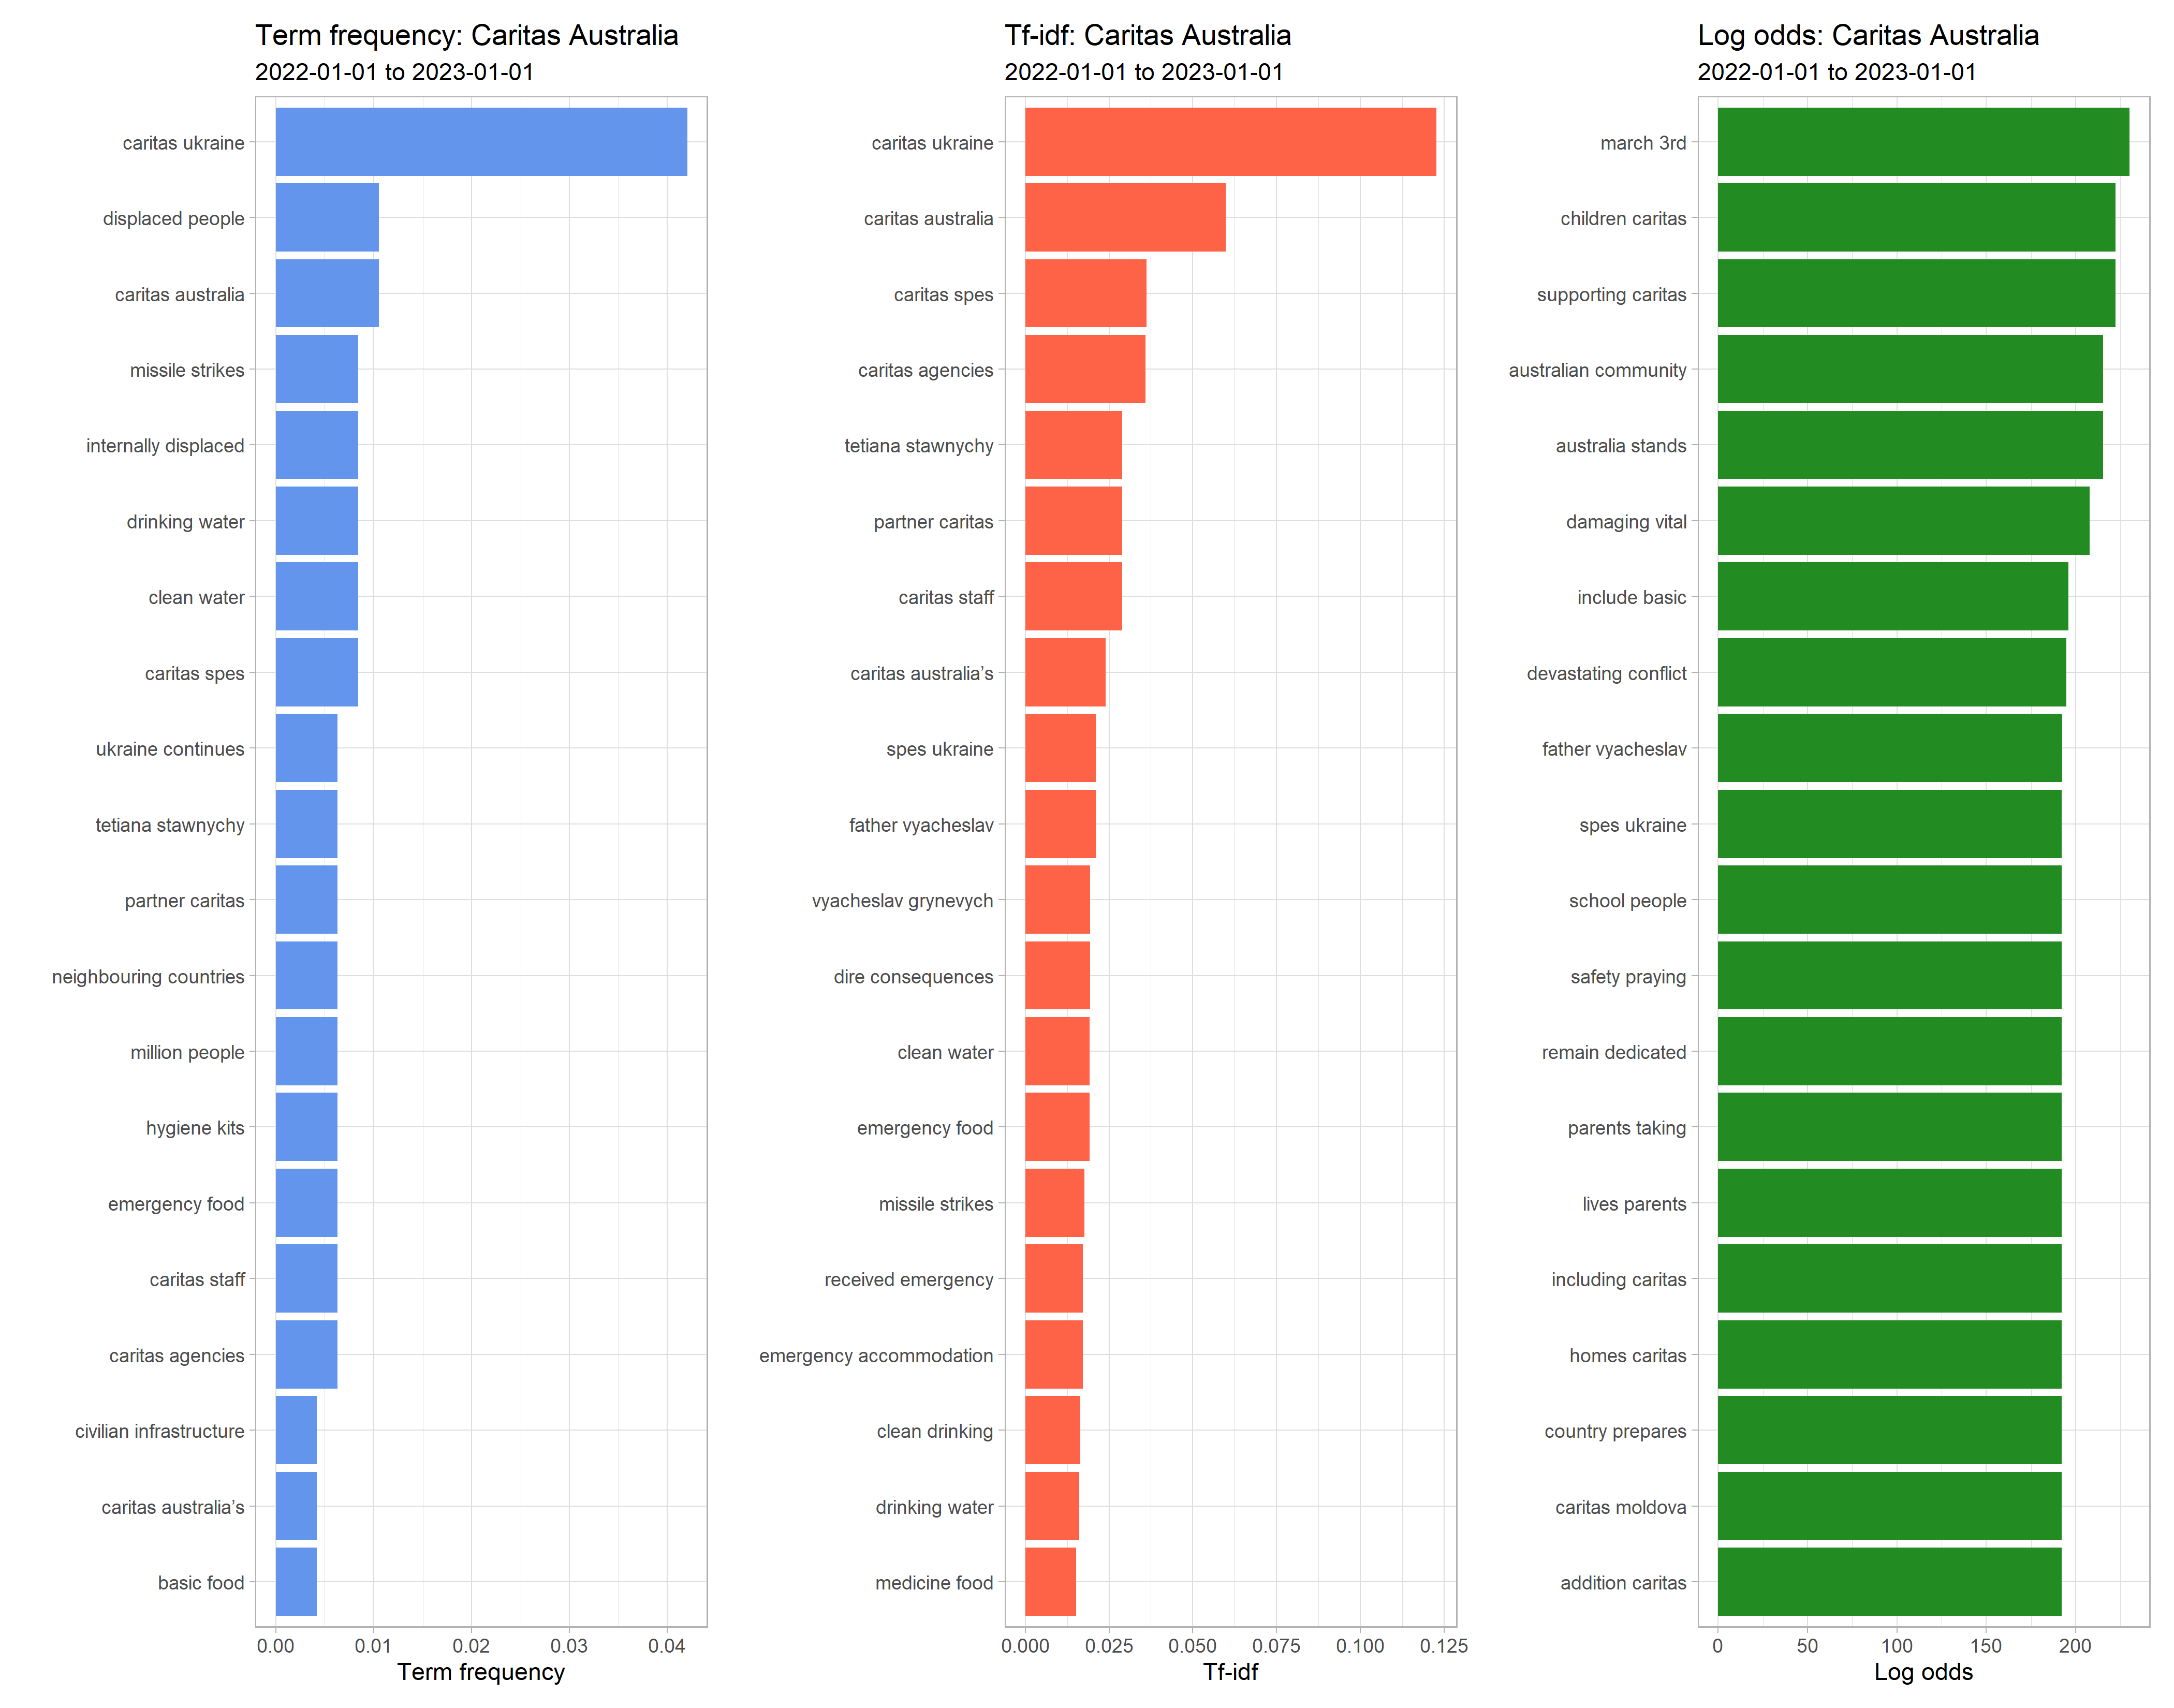 Term frequency: Caritas Australia
2022-01-01 to 2023-01-01
caritas ukraine
displaced people
caritas australia
missile strikes
internally displaced
drinking water
clean water
caritas spes
ukraine continues
tetiana stawnychy
partner caritas
neighbouring countries
million people
hygiene kits
emergency food
caritas staff
caritas agencies
civilian infrastructure
caritas australia’s
basic food
0.00 0.01 0.02 0.03 0.04
Term frequency
Tf-idf: Caritas Australia
2022-01-01 to 2023-01-01
caritas ukraine
caritas australia
caritas spes
caritas agencies
tetiana stawnychy
partner caritas
caritas staff
caritas australia’s
spes ukraine
father vyacheslav
vyacheslav grynevych
dire consequences
clean water
emergency food
missile strikes
received emergency
emergency accommodation
clean drinking
drinking water
medicine food
0.000 0.025 0.050 0.075 0.100 0.125
Tf-idf
Log odds: Caritas Australia
2022-01-01 to 2023-01-01
march 3rd
children caritas
supporting caritas
australian community
australia stands
damaging vital
include basic
devastating conflict
father vyacheslav
spes ukraine
school people
safety praying
remain dedicated
parents taking
lives parents
including caritas
homes caritas
country prepares
caritas moldova
addition caritas
0 50 100 150 200
Log odds